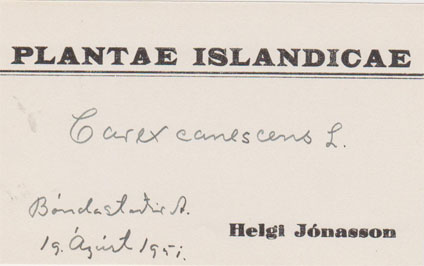 PLANTAE ISLANDICAE
Carex canescens L.
Bóndastaðir A.
19. Ágúst 1951.
Helgi Jónasson